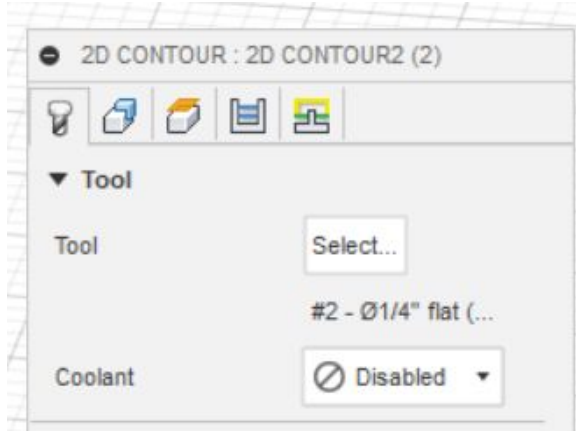 2D CONTOUR : 2D CONTOUR2 (2)
Tool
Tool Select...
#2 - Ø1/4" flat (...
Coolant Disabled